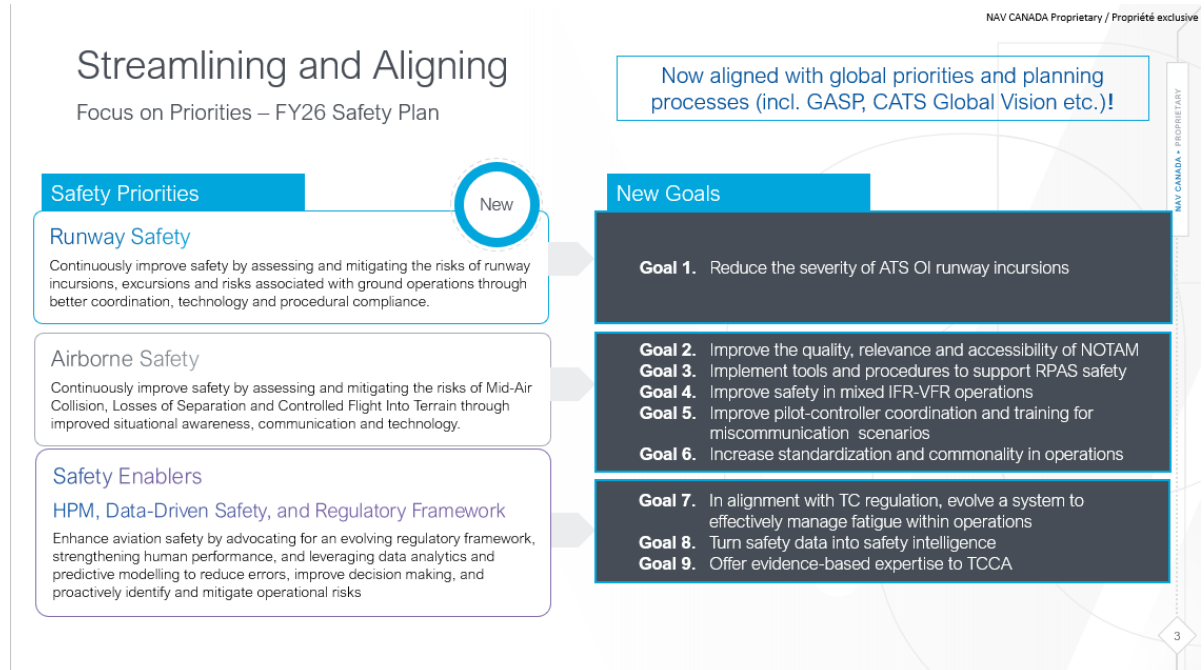 NAV CANADA Proprietary / Propriété exclusive
Streamlining and Aligning
Focus on Priorities – FY26 Safety Plan
Now aligned with global priorities and planning
processes (incl. GASP, CATS Global Vision etc.)!
NAV CANADA • PROPRIETARY
Safety Priorities
New
Runway Safety
Continuously improve safety by assessing and mitigating the risks of runway
incursions, excursions and risks associated with ground operations through
better coordination, technology and procedural compliance.
Airborne Safety
Continuously improve safety by assessing and mitigating the risks of Mid-Air
Collision, Losses of Separation and Controlled Flight Into Terrain through
improved situational awareness, communication and technology.
Safety Enablers
HPM, Data-Driven Safety, and Regulatory Framework
Enhance aviation safety by advocating for an evolving regulatory framework,
strengthening human performance, and leveraging data analytics and
predictive modelling to reduce errors, improve decision making, and
proactively identify and mitigate operational risks
New Goals
Goal 1. Reduce the severity of ATS OI runway incursions
Goal 2. Improve the quality, relevance and accessibility of NOTAM
Goal 3. Implement tools and procedures to support RPAS safety
Goal 4. Improve safety in mixed IFR-VFR operations
Goal 5. Improve pilot-controller coordination and training for
miscommunication scenarios
Goal 6. Increase standardization and commonality in operations
Goal 7. In alignment with TC regulation, evolve a system to
effectively manage fatigue within operations
Goal 8. Turn safety data into safety intelligence
Goal 9. Offer evidence-based expertise to TCCA
3